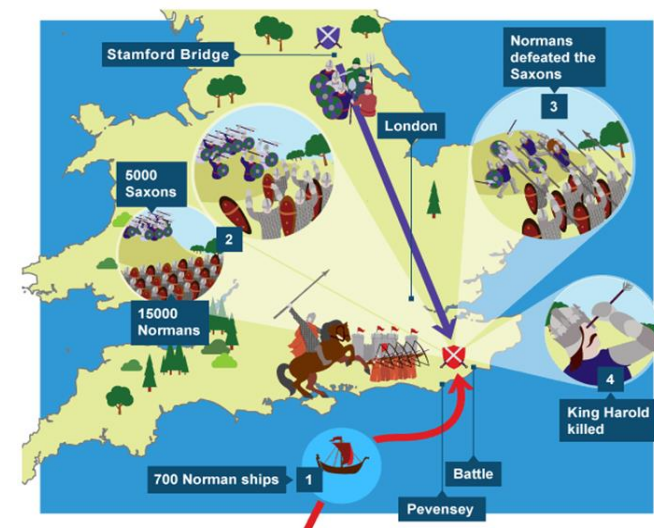 Stamford Bridge
Normans
defeated the
Saxons
3
London
5000
Saxons
2
15000
Normans
4
King Harold
killed
700 Norman ships
1
Battle
Pevensey